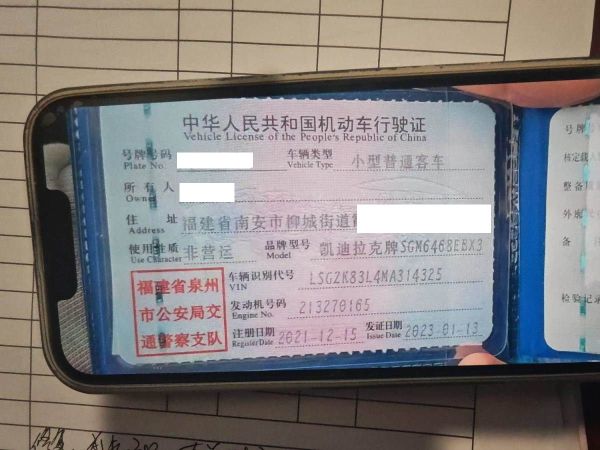 中华人民共和国机动车行驶证
Vehicle License of the People's Republic of China
号牌号码
Plate No.
车辆类型 小型普通客车
Vehicle Type
所有人
Owner
住址 福建省南安市柳城街道
Address
使用性质 非营运 品牌型号 凯迪拉克牌SGM6468EBX3
Use Character Model
福建省泉州
市公安局交
通警察支队
车辆识别代号 LSGZK83L4MA314325
VIN
发动机号码 213270165
Engine No.
注册日期 2021-12-15 发证日期 2023-01-13
Register Date Issue Date
号牌
核定载人
整备质量
外廓
备
检验记录